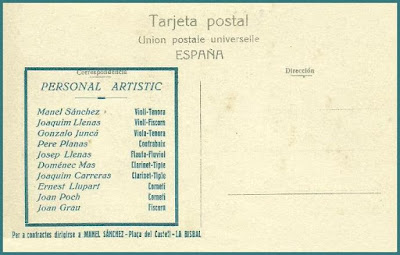 Tarjeta postal
Union postale universelle
ESPAÑA
Correspondencia
Dirección
PERSONAL ARTISTIC
Manel Sánchez Violí-Tenora
Joaquim Llenas Violí-Fiscorn
Gonzalo Juncá Viola-Tenora
Pere Planas Contrabaix
Josep Llenas Flauta-Fluviol
Domènec Mas Clarinet-Tiple
Joaquim Carreras Clarinet-Tiple
Ernest Llupart Cornetí
Joan Poch Cornetí
Joan Grau Fiscorn
Per a contractes dirigirse a MANEL SÁNCHEZ - Plaça del Castell - LA BISBAL